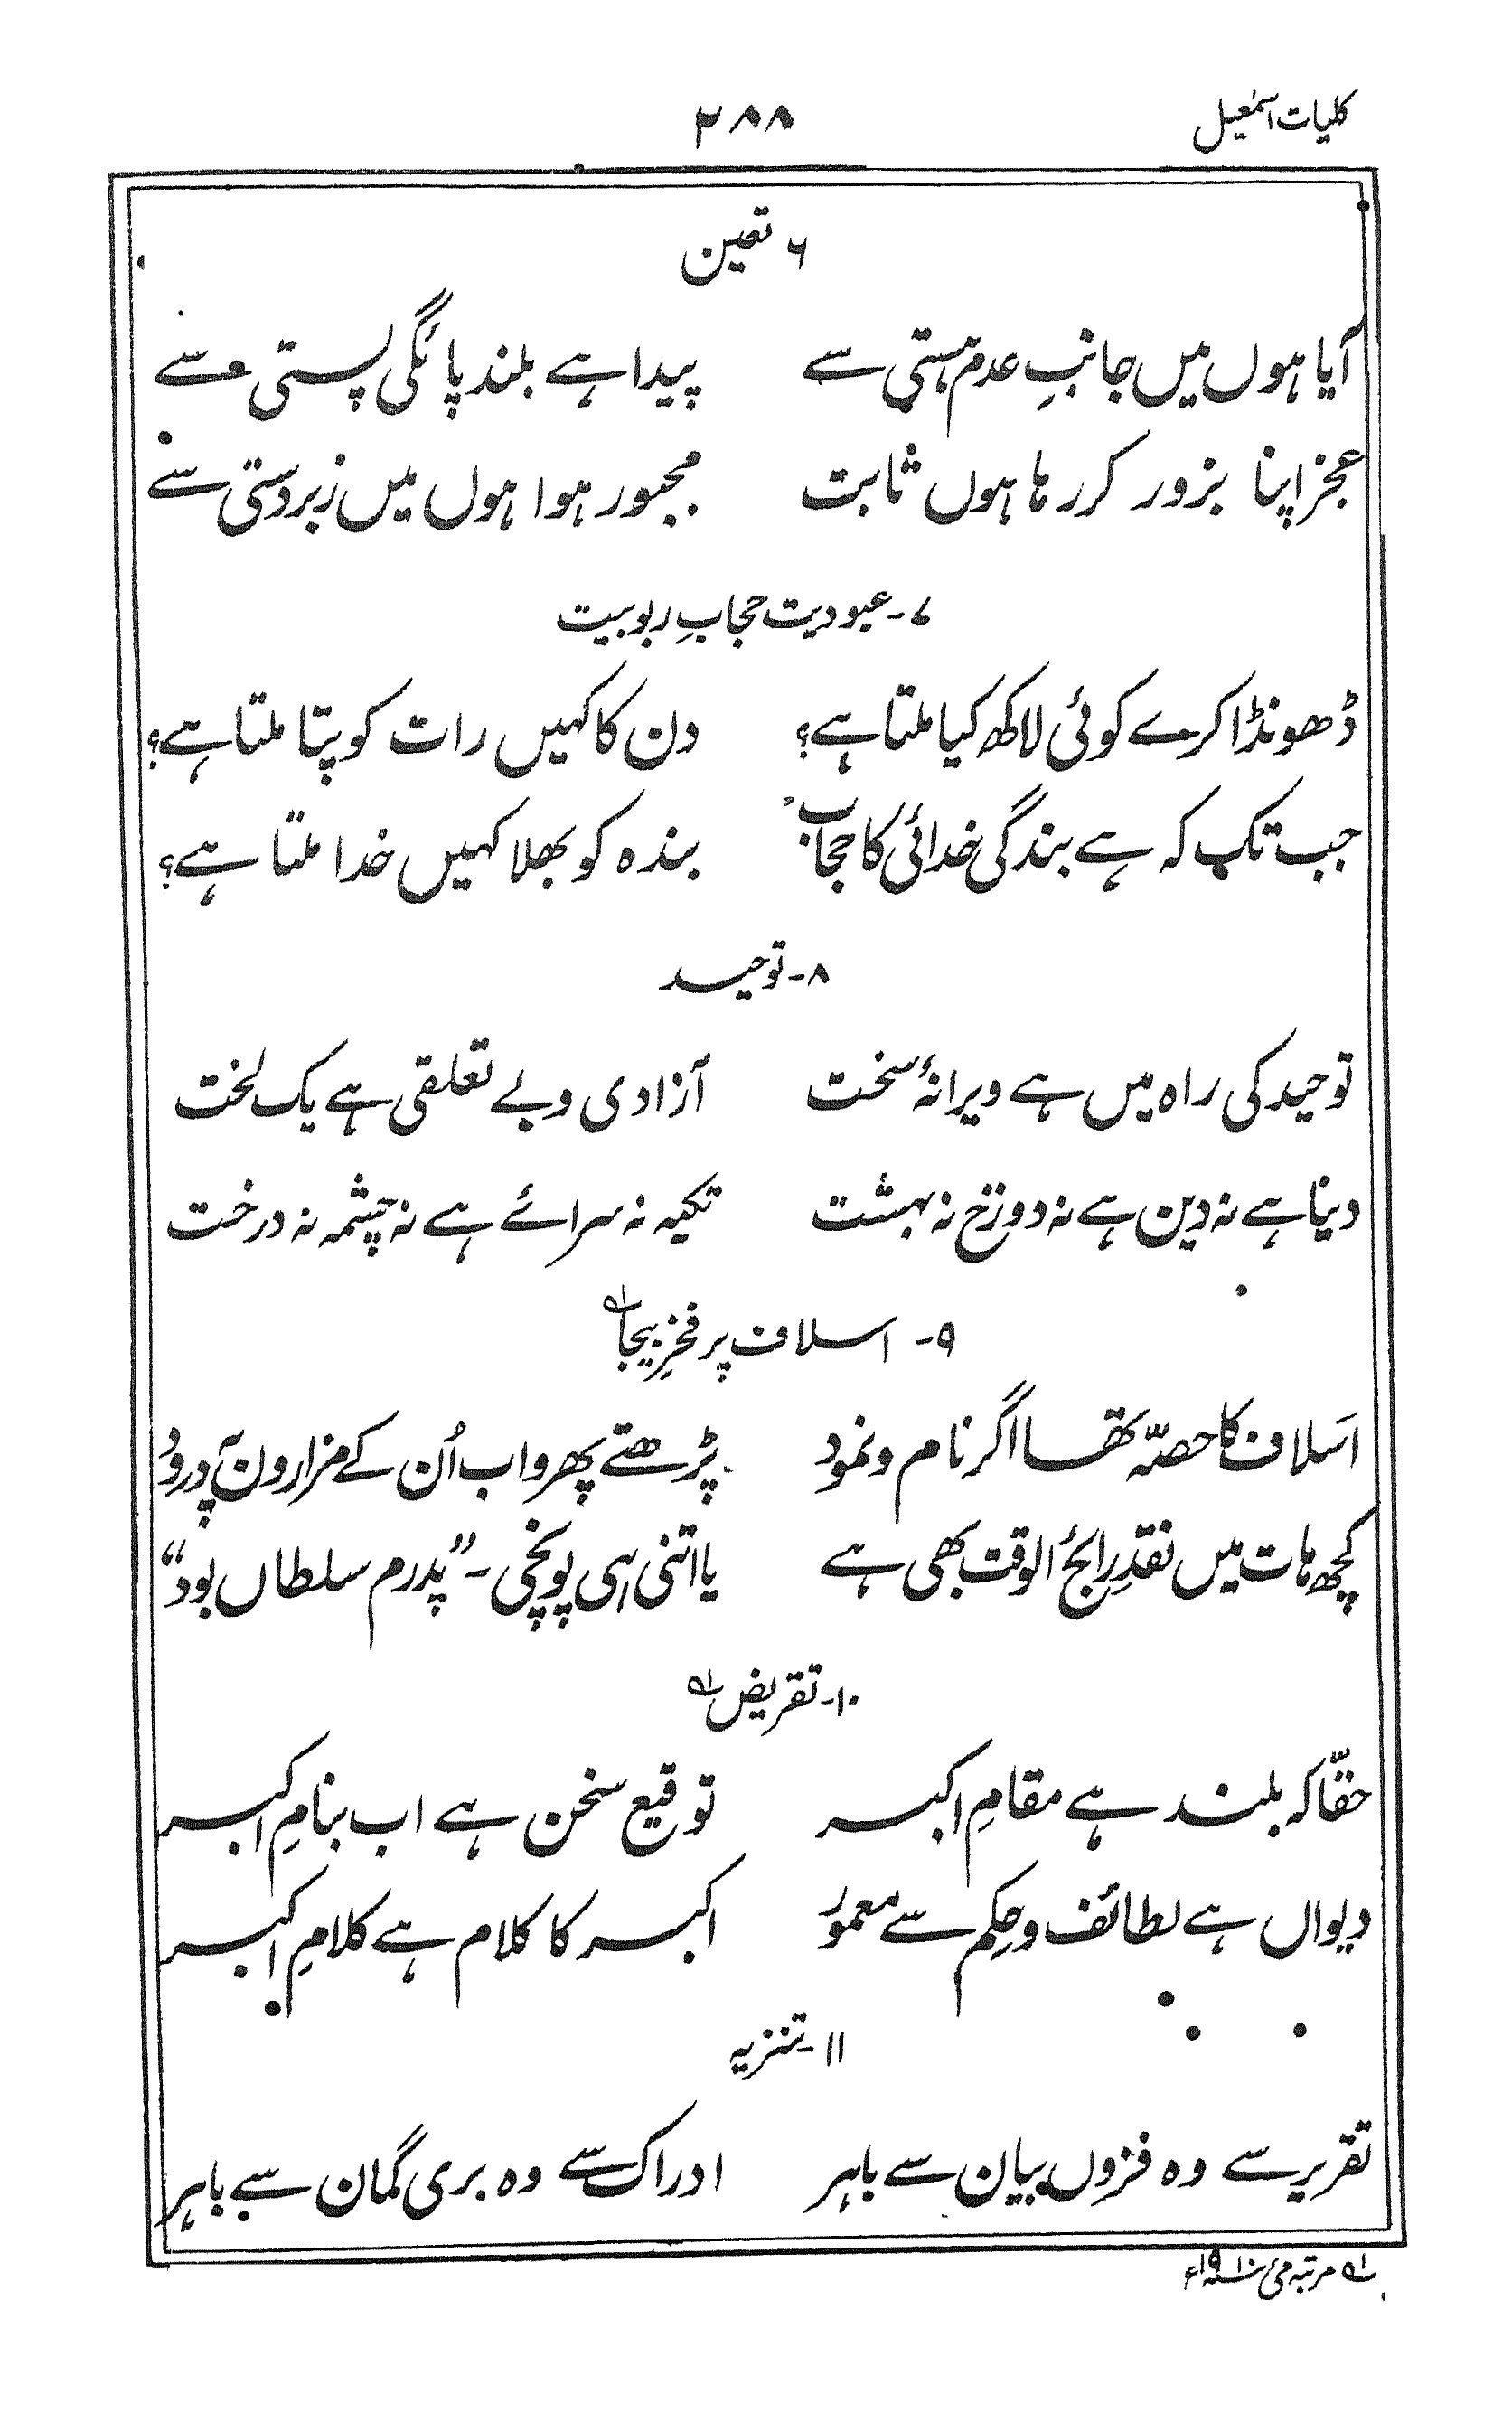 کلیات اسمٰعیل ۲۸۸
۶ تعین
آیا ہوں میں جانبِ عدم ہستی سے پیدا ہے بلند پائگی پستی سے
عجز اپنا بزور کر رہا ہوں ثابت مجبور ہوا ہوں میں زبردستی سے
۷۔ عبودیت حجابِ ربوبیت
ڈھونڈا کرے کوئی لاکھ کیا ملتا ہے؟ دن کا کہیں رات کو پتا ملتا ہے؟
جب تک کہ ہے بندگی خدائی کا حجاب بندہ کو بھلا کہیں خدا ملتا ہے؟
۸۔ توحید
توحید کی راہ میں ہے ویرانۂ سخت آزادی و بے تعلقی ہے یک لخت
دنیا ہے نہ دین ہے نہ دوزخ نہ بہشت تکیہ نہ سرائے ہے نہ چشمہ نہ درخت
۹۔ اسلاف پر فخرِ بیجا ؎۱
اَسلاف کا حصّہ تھا اگر نام و نمود پڑھتے پھرو اب اُن کے مزاروں پہ درود
کچھ ہات میں نقدِ رائج الوقت بھی ہے یا اتنی ہی پونجی۔ "پدرم سلطاں بود"
۱۰۔ تقریض ؎۱
حقّا کہ بلند ہے مقامِ اکبر توقیع سخن ہے اب بنامِ اکبر
دیواں ہے لطائف و حِکم سے معمور اکبر کا کلام ہے کلامِ اکبر
۱۱۔ تنزیہ
تقریر سے وہ فزوں بیان سے باہر ادراک سے وہ بری گمان سے باہر
؎۱ مرتبہ مئی ۱۹۱۰ء